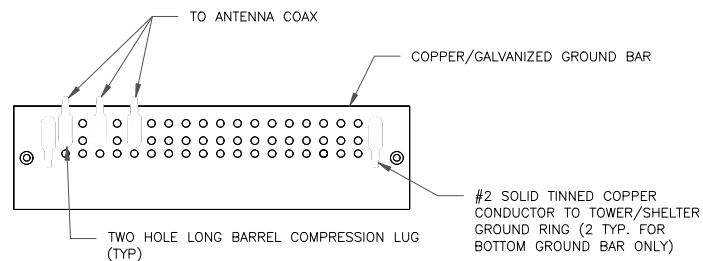 TO ANTENNA COAX
COPPER/GALVANIZED GROUND BAR
#2 SOLID TINNED COPPER
CONDUCTOR TO TOWER/SHELTER
GROUND RING (2 TYP. FOR
BOTTOM GROUND BAR ONLY)
TWO HOLE LONG BARREL COMPRESSION LUG
(TYP)